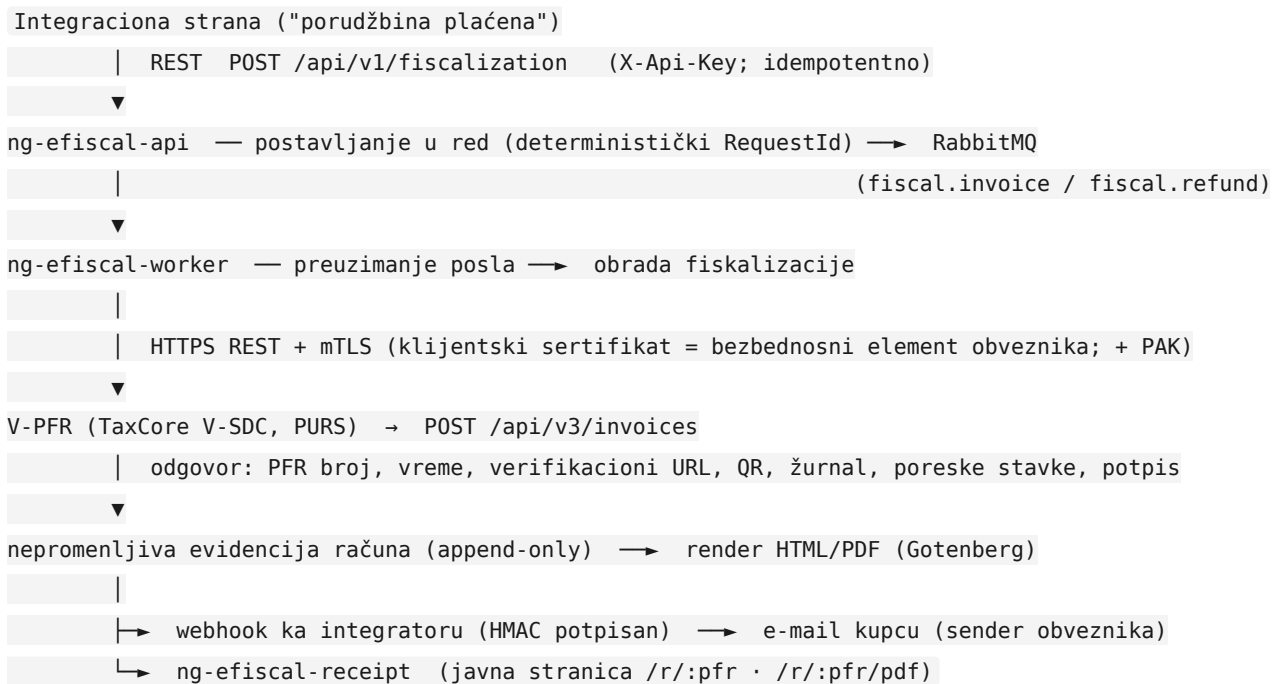 Integraciona strana ("porudžbina plaćena")
│ REST POST /api/v1/fiscalization (X-Api-Key; idempotentno)
▼
ng-efiscal-api ── postavljanje u red (deterministički RequestId) ──► RabbitMQ
│ (fiscal.invoice / fiscal.refund)
▼
ng-efiscal-worker ── preuzimanje posla ──► obrada fiskalizacije
│
│ HTTPS REST + mTLS (klijentski sertifikat = bezbednosni element obveznika; + PAK)
▼
V-PFR (TaxCore V-SDC, PURS) → POST /api/v3/invoices
│ odgovor: PFR broj, vreme, verifikacioni URL, QR, žurnal, poreske stavke, potpis
▼
nepromenljiva evidencija računa (append-only) ──► render HTML/PDF (Gotenberg)
│
├─► webhook ka integratoru (HMAC potpisan) ──► e-mail kupcu (sender obveznika)
└─► ng-efiscal-receipt (javna stranica /r/:pfr · /r/:pfr/pdf)